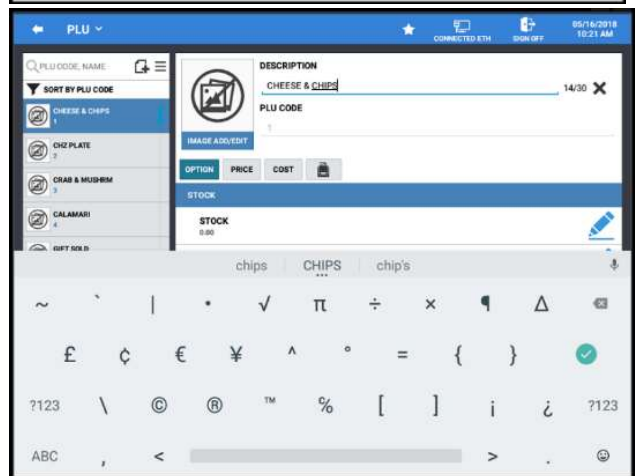 PLU
CONNECTED ETH
SIGN OFF
05/16/2018
10:21 AM
PLU CODE, NAME
SORT BY PLU CODE
CHEESE & CHIPS
1
CHZ PLATE
2
CRAB & MUSHRM
3
CALAMARI
4
GIFT SOLD
IMAGE ADD/EDIT
DESCRIPTION
CHEESE & CHIPS
14/30
PLU CODE
1
OPTION PRICE COST
STOCK
STOCK
0.00
chips CHIPS chip's
~ ` | • √ π ÷ × ¶ Δ
£ ¢ € ¥ ^ ° = { }
?123 \ © ® ™ ℅ [ ] ¡ ¿ ?123
ABC , < > .